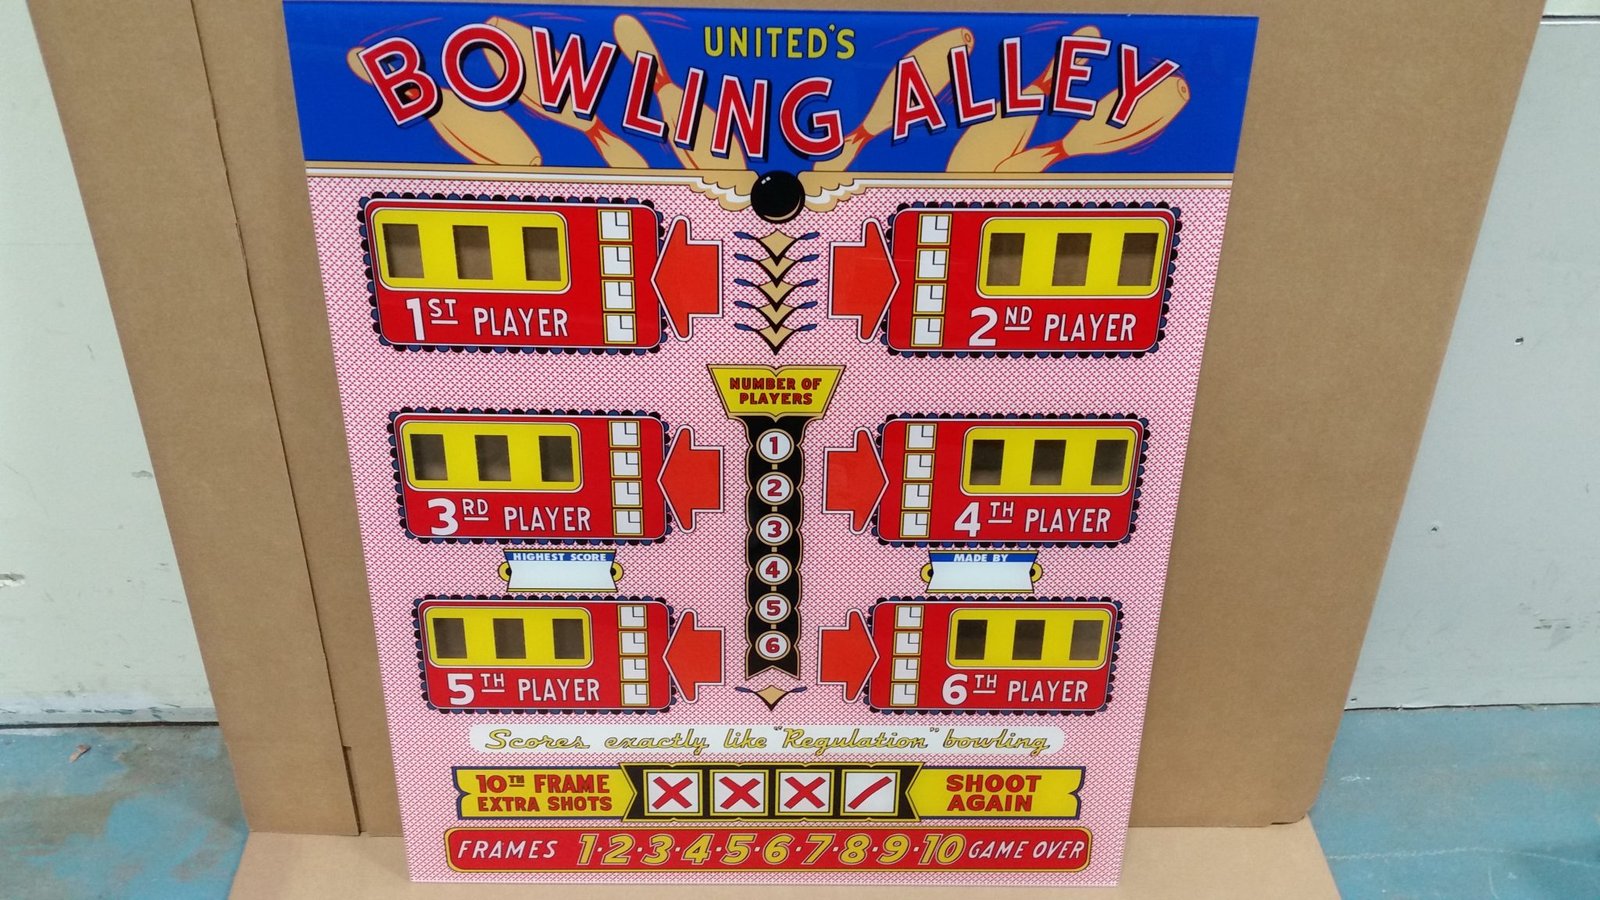 UNITED'S
BOWLING ALLEY
1ST PLAYER
2ND PLAYER
NUMBER OF
PLAYERS
1
2
3
4
5
6
3RD PLAYER
4TH PLAYER
HIGHEST SCORE
MADE BY
5TH PLAYER
6TH PLAYER
Scores exactly like "Regulation" bowling
10TH FRAME
EXTRA SHOTS
X X X /
SHOOT
AGAIN
FRAMES 1·2·3·4·5·6·7·8·9·10 GAME OVER